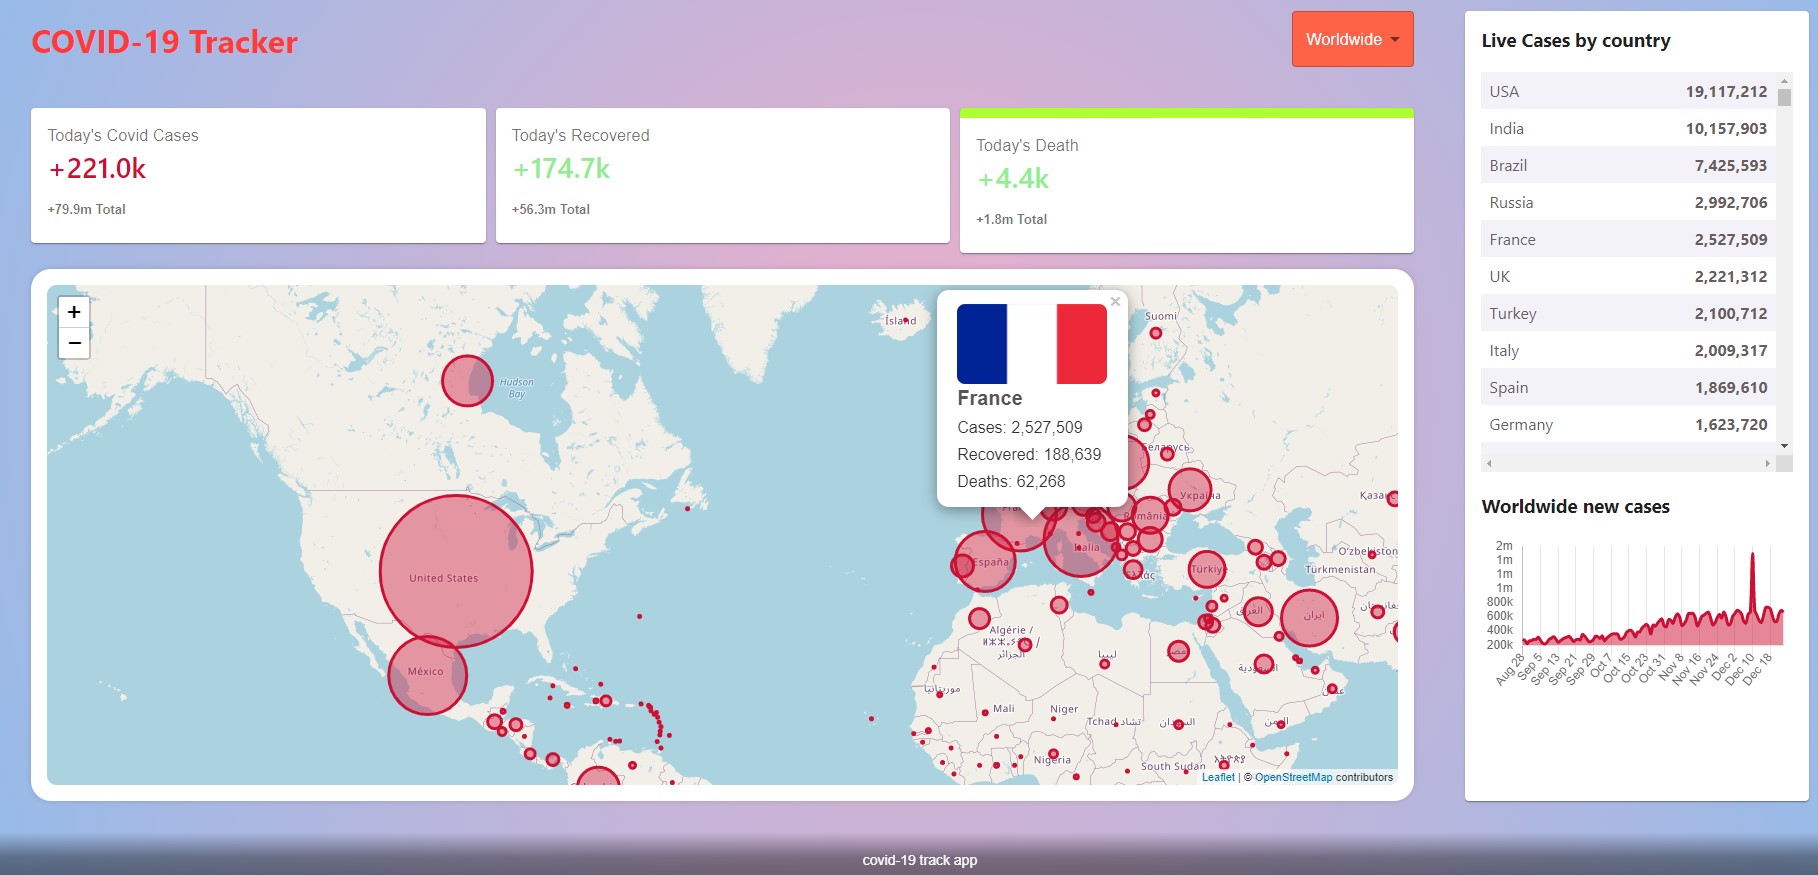 COVID-19 Tracker
Worldwide
Today's Covid Cases
+221.0k
+79.9m Total
Today's Recovered
+174.7k
+56.3m Total
Today's Death
+4.4k
+1.8m Total
+
−
Hudson
Bay
United States
México
Ísland
Suomi
×
France
Cases: 2,527,509
Recovered: 188,639
Deaths: 62,268
Беларусь
Україна
România
Italia
España
Ελλάς
Türkiye
O'zbekiston
Türkmenistan
Algérie /
الجزائر
ليبيا
مصر
العراق
ایران
السعودية
عمان
اليمن
موريتانيا
Mali
Niger
Tchad تشاد
السودان
Nigeria
South Sudan
Leaflet | © OpenStreetMap contributors
Live Cases by country
USA 19,117,212
India 10,157,903
Brazil 7,425,593
Russia 2,992,706
France 2,527,509
UK 2,221,312
Turkey 2,100,712
Italy 2,009,317
Spain 1,869,610
Germany 1,623,720
Worldwide new cases
2m
1m
1m
1m
800k
600k
400k
200k
Aug 28
Sep 5
Sep 13
Sep 21
Sep 29
Oct 7
Oct 15
Oct 23
Oct 31
Nov 8
Nov 16
Nov 24
Dec 2
Dec 10
Dec 18
covid-19 track app